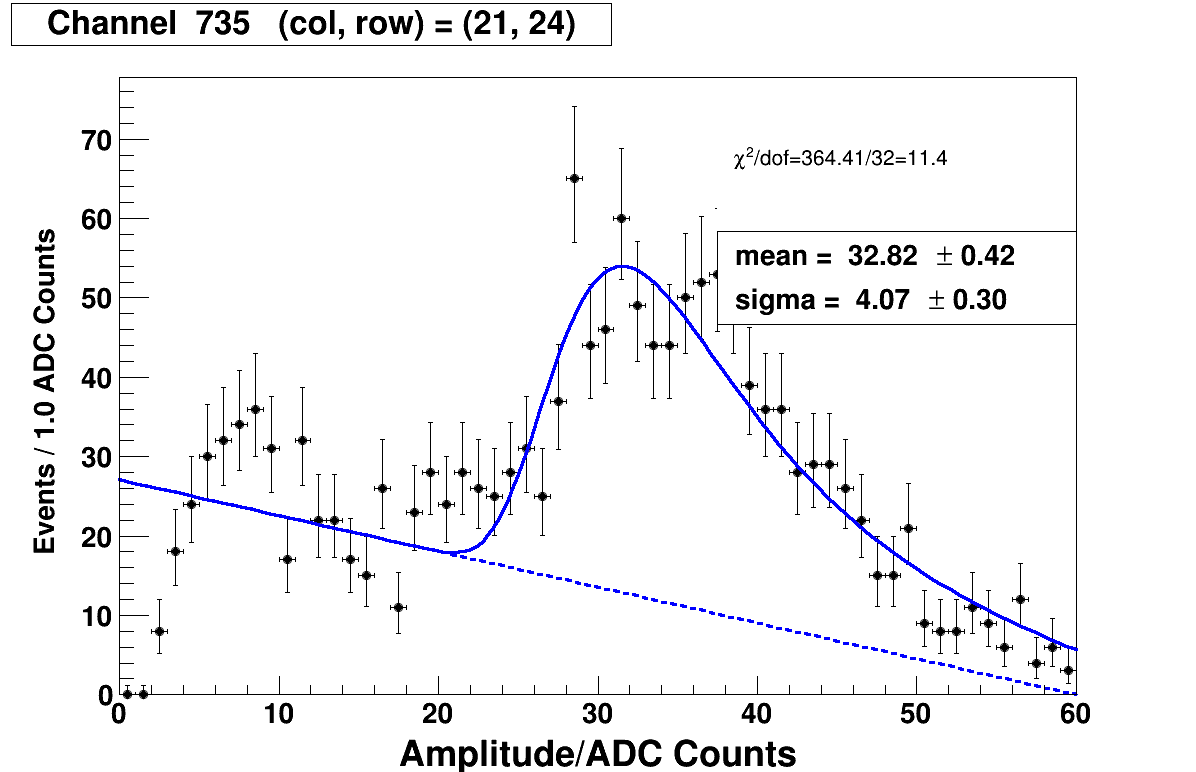 Channel 735 (col, row) = (21, 24)
χ²/dof=364.41/32=11.4
mean = 32.82 ± 0.42
sigma = 4.07 ± 0.30
Events / 1.0 ADC Counts
70
60
50
40
30
20
10
0
0 10 20 30 40 50 60
Amplitude/ADC Counts